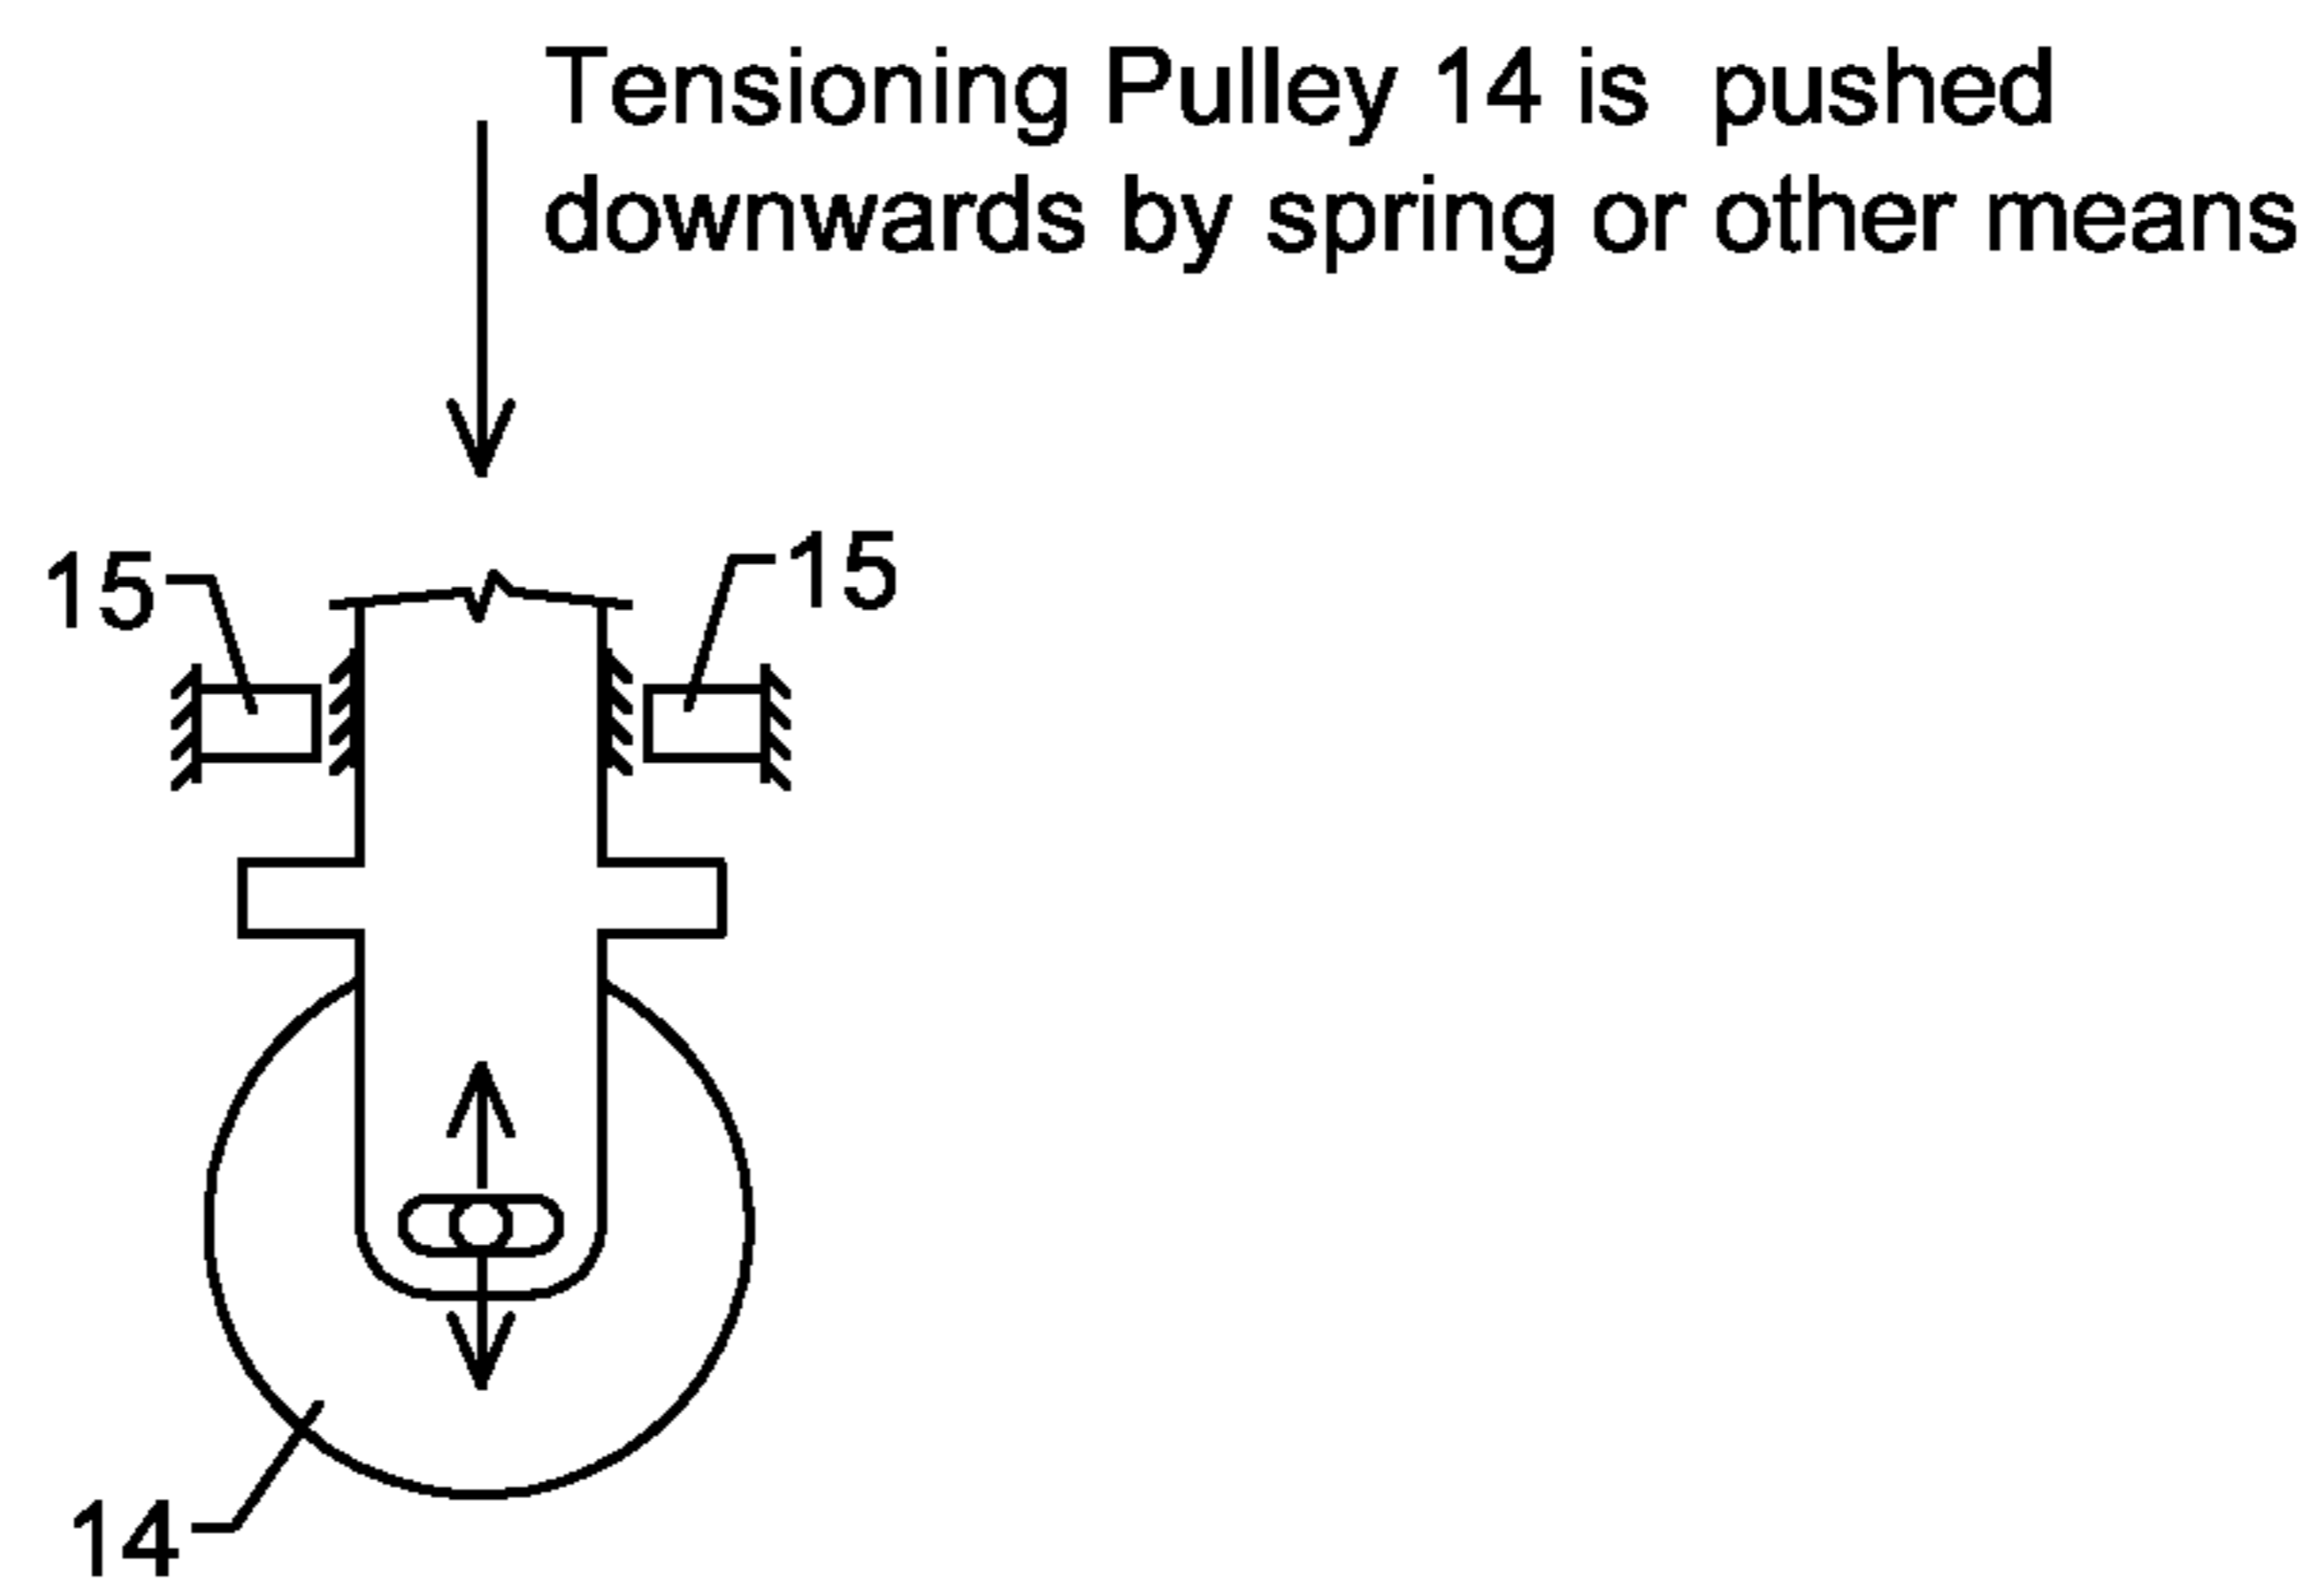 Tensioning Pulley 14 is pushed
downwards by spring or other means
15
15
14